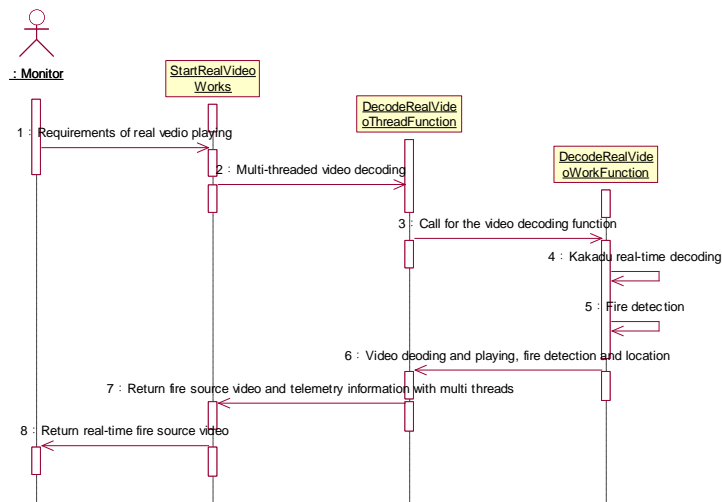 : Monitor
StartRealVideo
Works
DecodeRealVide
oThreadFunction
DecodeRealVide
oWorkFunction
1：Requirements of real vedio playing
2：Multi-threaded video decoding
3：Call for the video decoding function
4：Kakadu real-time decoding
5：Fire detection
6：Video deoding and playing, fire detection and location
7：Return fire source video and telemetry information with multi threads
8：Return real-time fire source video